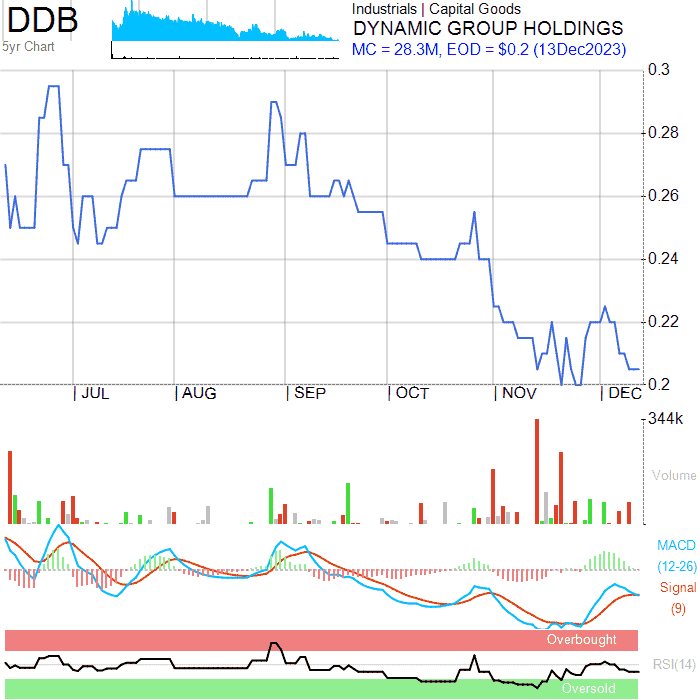 DDB
5yr Chart
Industrials | Capital Goods
DYNAMIC GROUP HOLDINGS
MC = 28.3M, EOD = $0.2 (13Dec2023)
0.3
0.28
0.26
0.24
0.22
0.2
| JUL | AUG | SEP | OCT | NOV | DEC
344k
Volume
MACD
(12-26)
Signal
(9)
Overbought
RSI(14)
Oversold